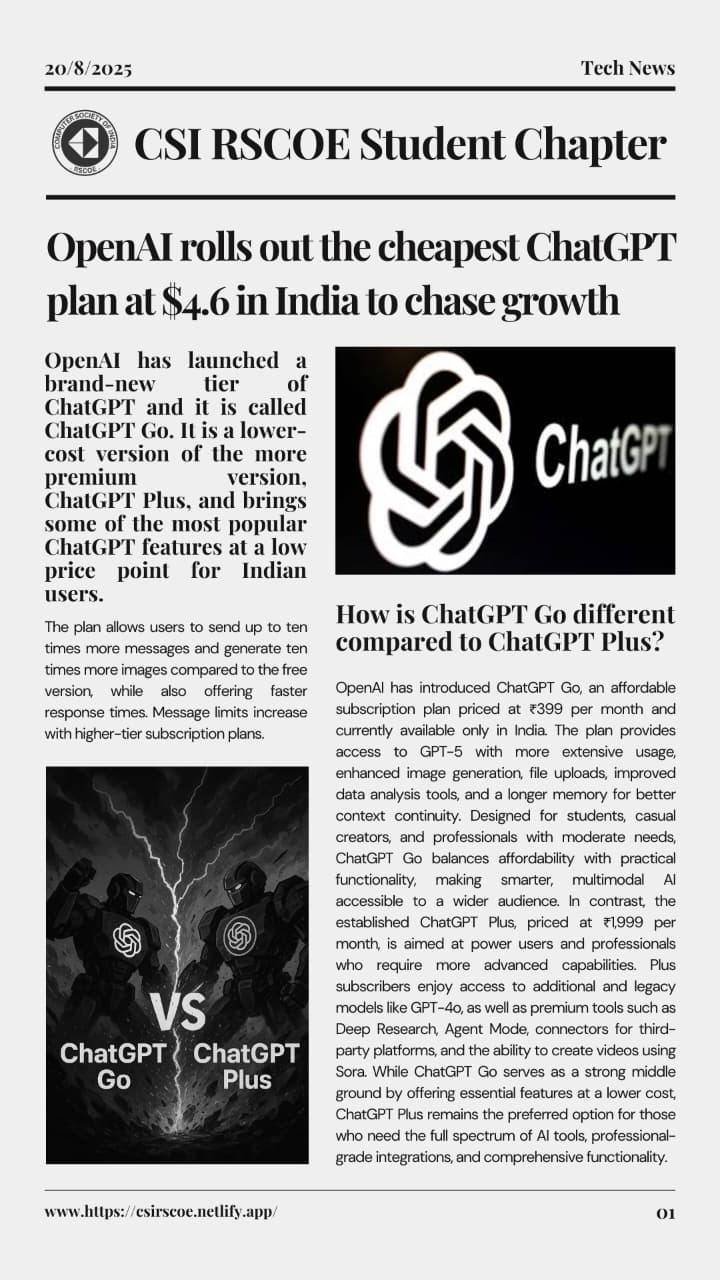 20/8/2025
Tech News
COMPUTER SOCIETY OF INDIA
RSCOE
CSI RSCOE Student Chapter
OpenAI rolls out the cheapest ChatGPT
plan at $4.6 in India to chase growth
OpenAI has launched a
brand-new tier of
ChatGPT and it is called
ChatGPT Go. It is a lower-
cost version of the more
premium version,
ChatGPT Plus, and brings
some of the most popular
ChatGPT features at a low
price point for Indian
users.
The plan allows users to send up to ten
times more messages and generate ten
times more images compared to the free
version, while also offering faster
response times. Message limits increase
with higher-tier subscription plans.
VS
ChatGPT Go
ChatGPT Plus
ChatGPT
How is ChatGPT Go different
compared to ChatGPT Plus?
OpenAI has introduced ChatGPT Go, an affordable
subscription plan priced at ₹399 per month and
currently available only in India. The plan provides
access to GPT-5 with more extensive usage,
enhanced image generation, file uploads, improved
data analysis tools, and a longer memory for better
context continuity. Designed for students, casual
creators, and professionals with moderate needs,
ChatGPT Go balances affordability with practical
functionality, making smarter, multimodal AI
accessible to a wider audience. In contrast, the
established ChatGPT Plus, priced at ₹1,999 per
month, is aimed at power users and professionals
who require more advanced capabilities. Plus
subscribers enjoy access to additional and legacy
models like GPT-4o, as well as premium tools such as
Deep Research, Agent Mode, connectors for third-
party platforms, and the ability to create videos using
Sora. While ChatGPT Go serves as a strong middle
ground by offering essential features at a lower cost,
ChatGPT Plus remains the preferred option for those
who need the full spectrum of AI tools, professional-
grade integrations, and comprehensive functionality.
www.https://csirscoe.netlify.app/
01